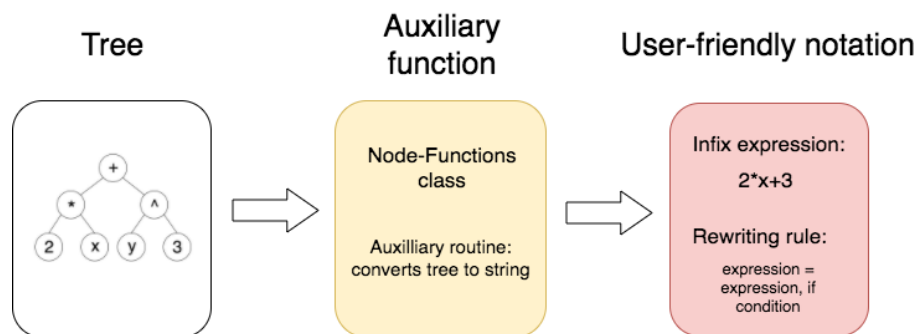 Tree
Auxiliary
function
User-friendly notation
+
* ^
2 x y 3
Node-Functions
class
Auxilliary routine:
converts tree to string
Infix expression:
2*x+3
Rewriting rule:
expression =
expression, if
condition